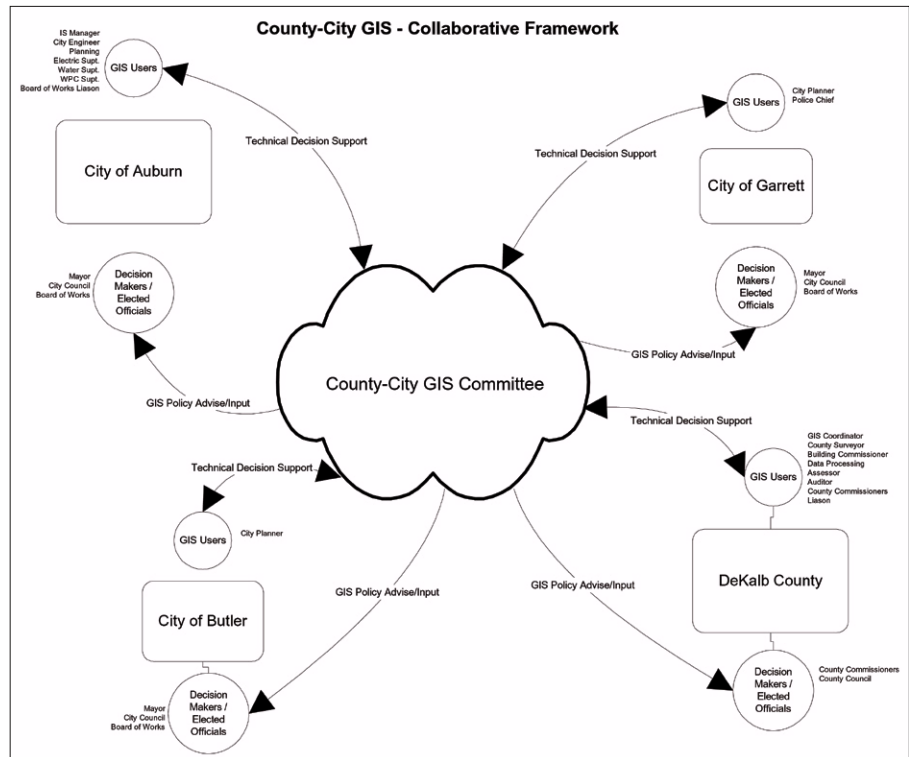 County-City GIS - Collaborative Framework
IS Manager
City Engineer
Planning
Electric Supt.
Water Supt.
WPC Supt.
Board of Works Liason
GIS Users
Technical Decision Support
City of Auburn
Mayor
City Council
Board of Works
Decision
Makers /
Elected
Officials
GIS Policy Advise/Input
GIS Users
City Planner
Police Chief
Technical Decision Support
City of Garrett
Decision
Makers /
Elected
Officials
Mayor
City Council
Board of Works
GIS Policy Advise/Input
County-City GIS Committee
Technical Decision Support
GIS Users
City Planner
City of Butler
GIS Policy Advise/Input
Mayor
City Council
Board of Works
Decision
Makers /
Elected
Officials
Technical Decision Support
GIS Users
GIS Coordinator
County Surveyor
Building Commissioner
Data Processing
Assessor
Auditor
County Commissioners
Liason
DeKalb County
GIS Policy Advise/Input
Decision
Makers /
Elected
Officials
County Commissioners
County Council